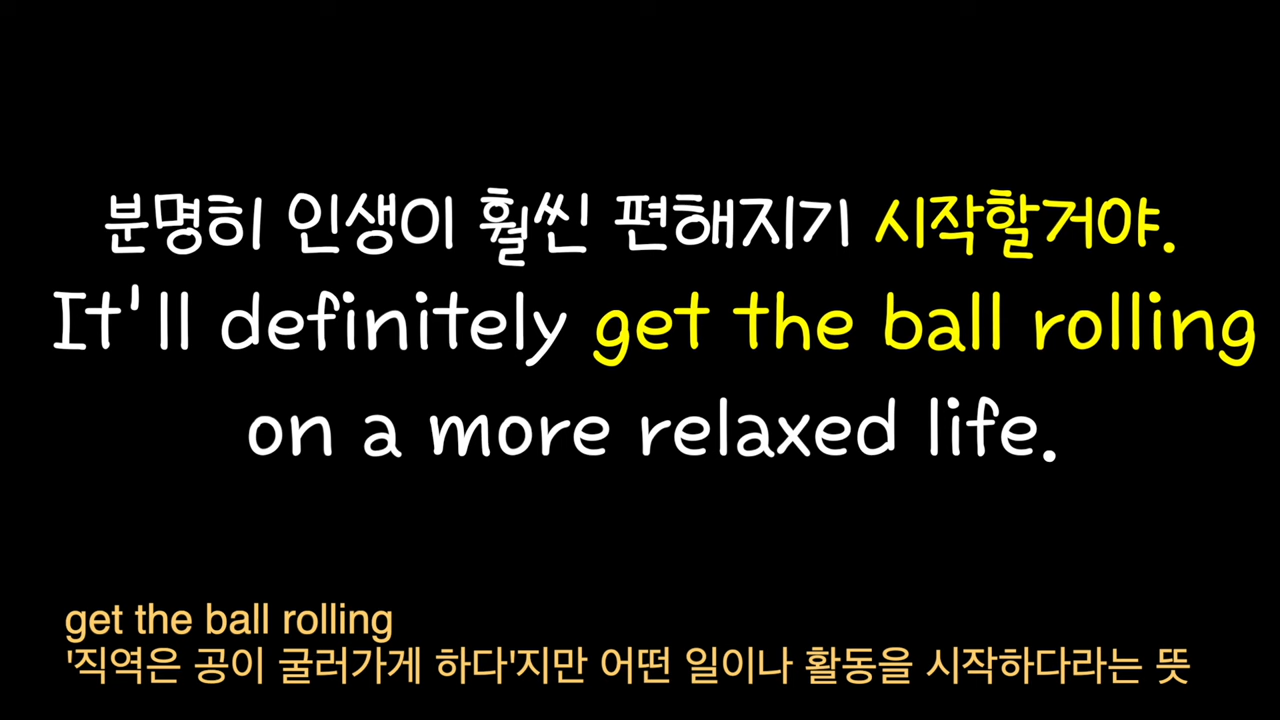 분명히 인생이 훨씬 편해지기 시작할거야.
It'll definitely get the ball rolling
on a more relaxed life.
get the ball rolling
'직역은 공이 굴러가게 하다'지만 어떤 일이나 활동을 시작하다라는 뜻